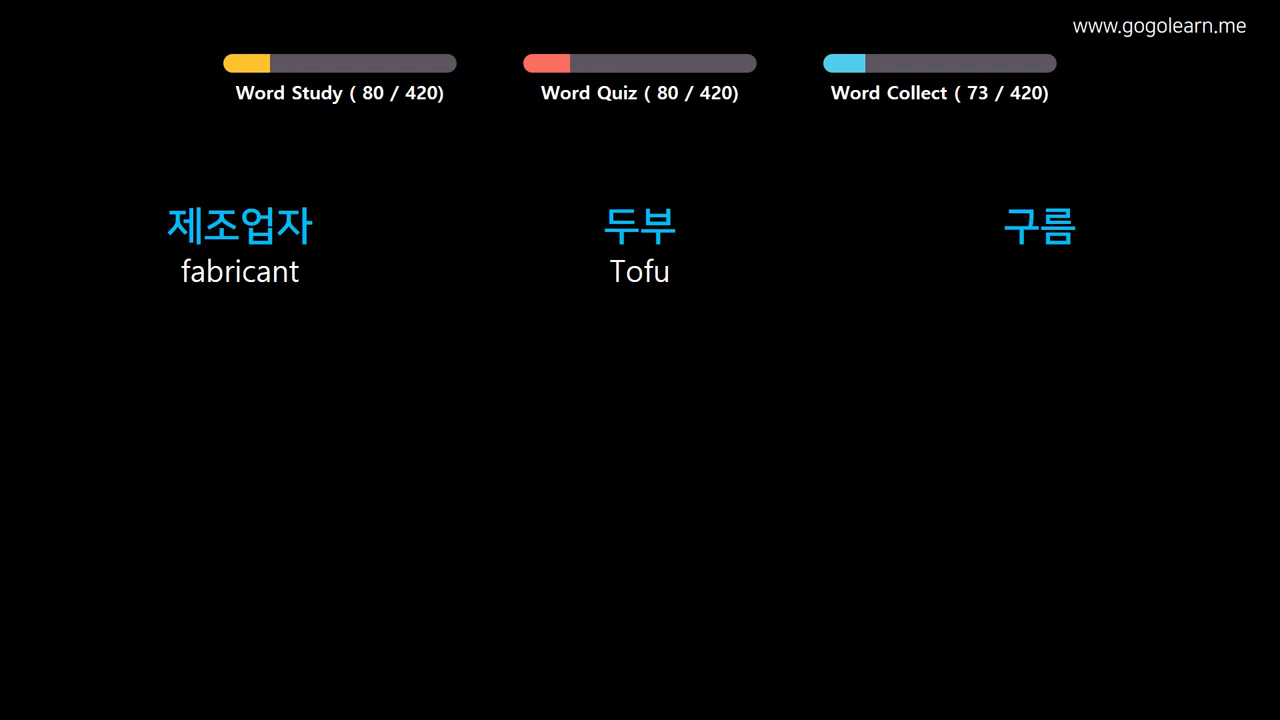 www.gogolearn.me
Word Study ( 80 / 420)
Word Quiz ( 80 / 420)
Word Collect ( 73 / 420)
제조업자
두부
구름
fabricant
Tofu